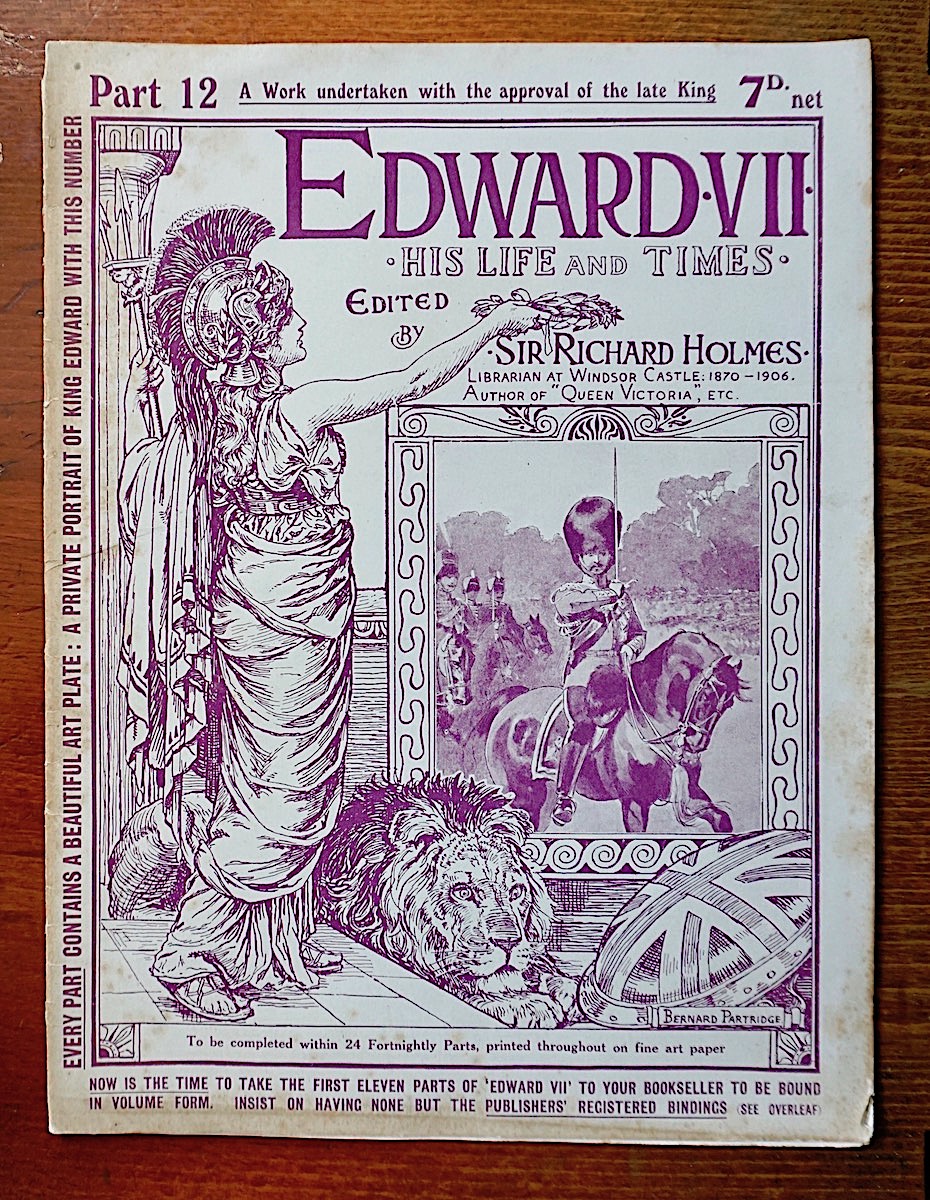 Part 12 A Work undertaken with the approval of the late King 7D. net
EDWARD·VII·
·HIS LIFE AND TIMES·
EDITED
BY
·SIR RICHARD HOLMES·
LIBRARIAN AT WINDSOR CASTLE: 1870–1906.
AUTHOR OF "QUEEN VICTORIA", ETC.
EVERY PART CONTAINS A BEAUTIFUL ART PLATE: A PRIVATE PORTRAIT OF KING EDWARD WITH THIS NUMBER
BERNARD PARTRIDGE
To be completed within 24 Fortnightly Parts, printed throughout on fine art paper
NOW IS THE TIME TO TAKE THE FIRST ELEVEN PARTS OF 'EDWARD VII' TO YOUR BOOKSELLER TO BE BOUND
IN VOLUME FORM. INSIST ON HAVING NONE BUT THE PUBLISHERS' REGISTERED BINDINGS (SEE OVERLEAF)